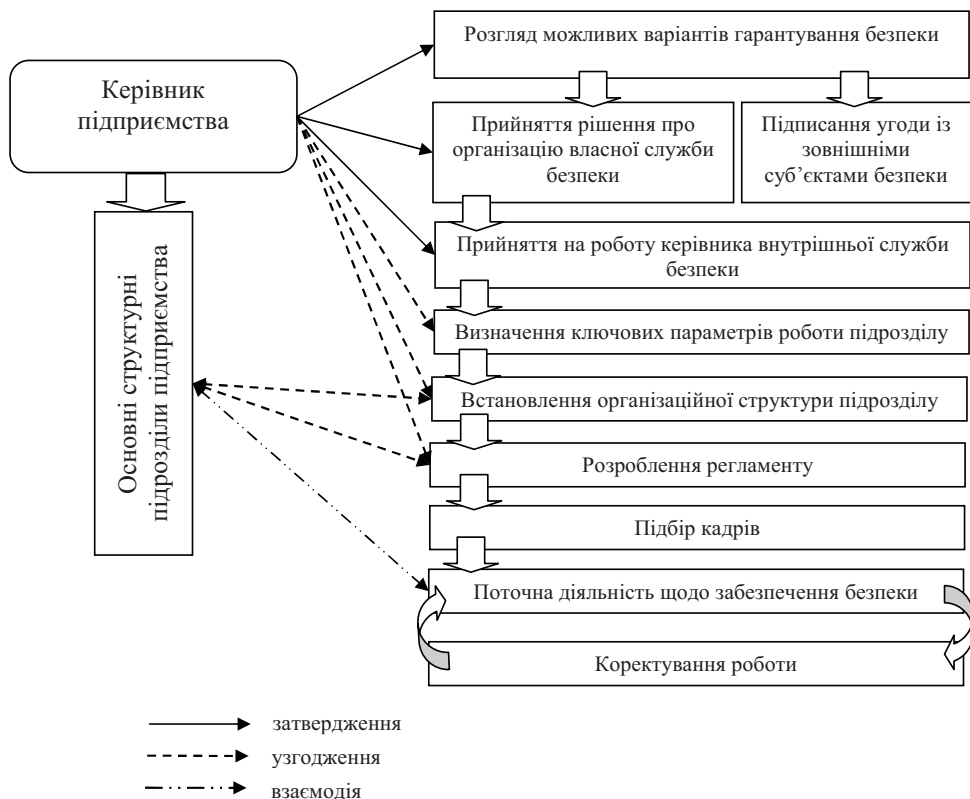 Розгляд можливих варіантів гарантування безпеки
Керівник
підприємства
Прийняття рішення про
організацію власної служби
безпеки
Підписання угоди із
зовнішніми
суб’єктами безпеки
Прийняття на роботу керівника внутрішньої служби
безпеки
Основні структурні
підрозділи підприємства
Визначення ключових параметрів роботи підрозділу
Встановлення організаційної структури підрозділу
Розроблення регламенту
Підбір кадрів
Поточна діяльність щодо забезпечення безпеки
Коректування роботи
затвердження
узгодження
взаємодія